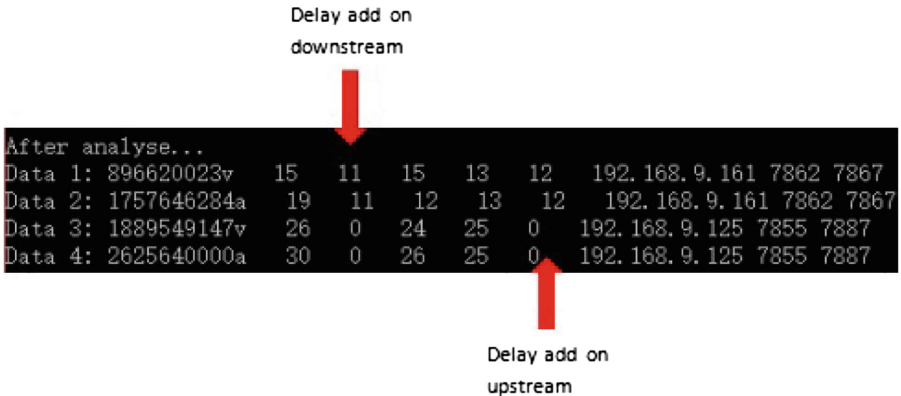 Delay add on
downstream
After analyse...
Data 1: 896620023v 15 11 15 13 12 192.168.9.161 7862 7867
Data 2: 1757646284a 19 11 12 13 12 192.168.9.161 7862 7867
Data 3: 1889549147v 26 0 24 25 0 192.168.9.125 7855 7887
Data 4: 2625640000a 30 0 26 25 0 192.168.9.125 7855 7887
Delay add on
upstream